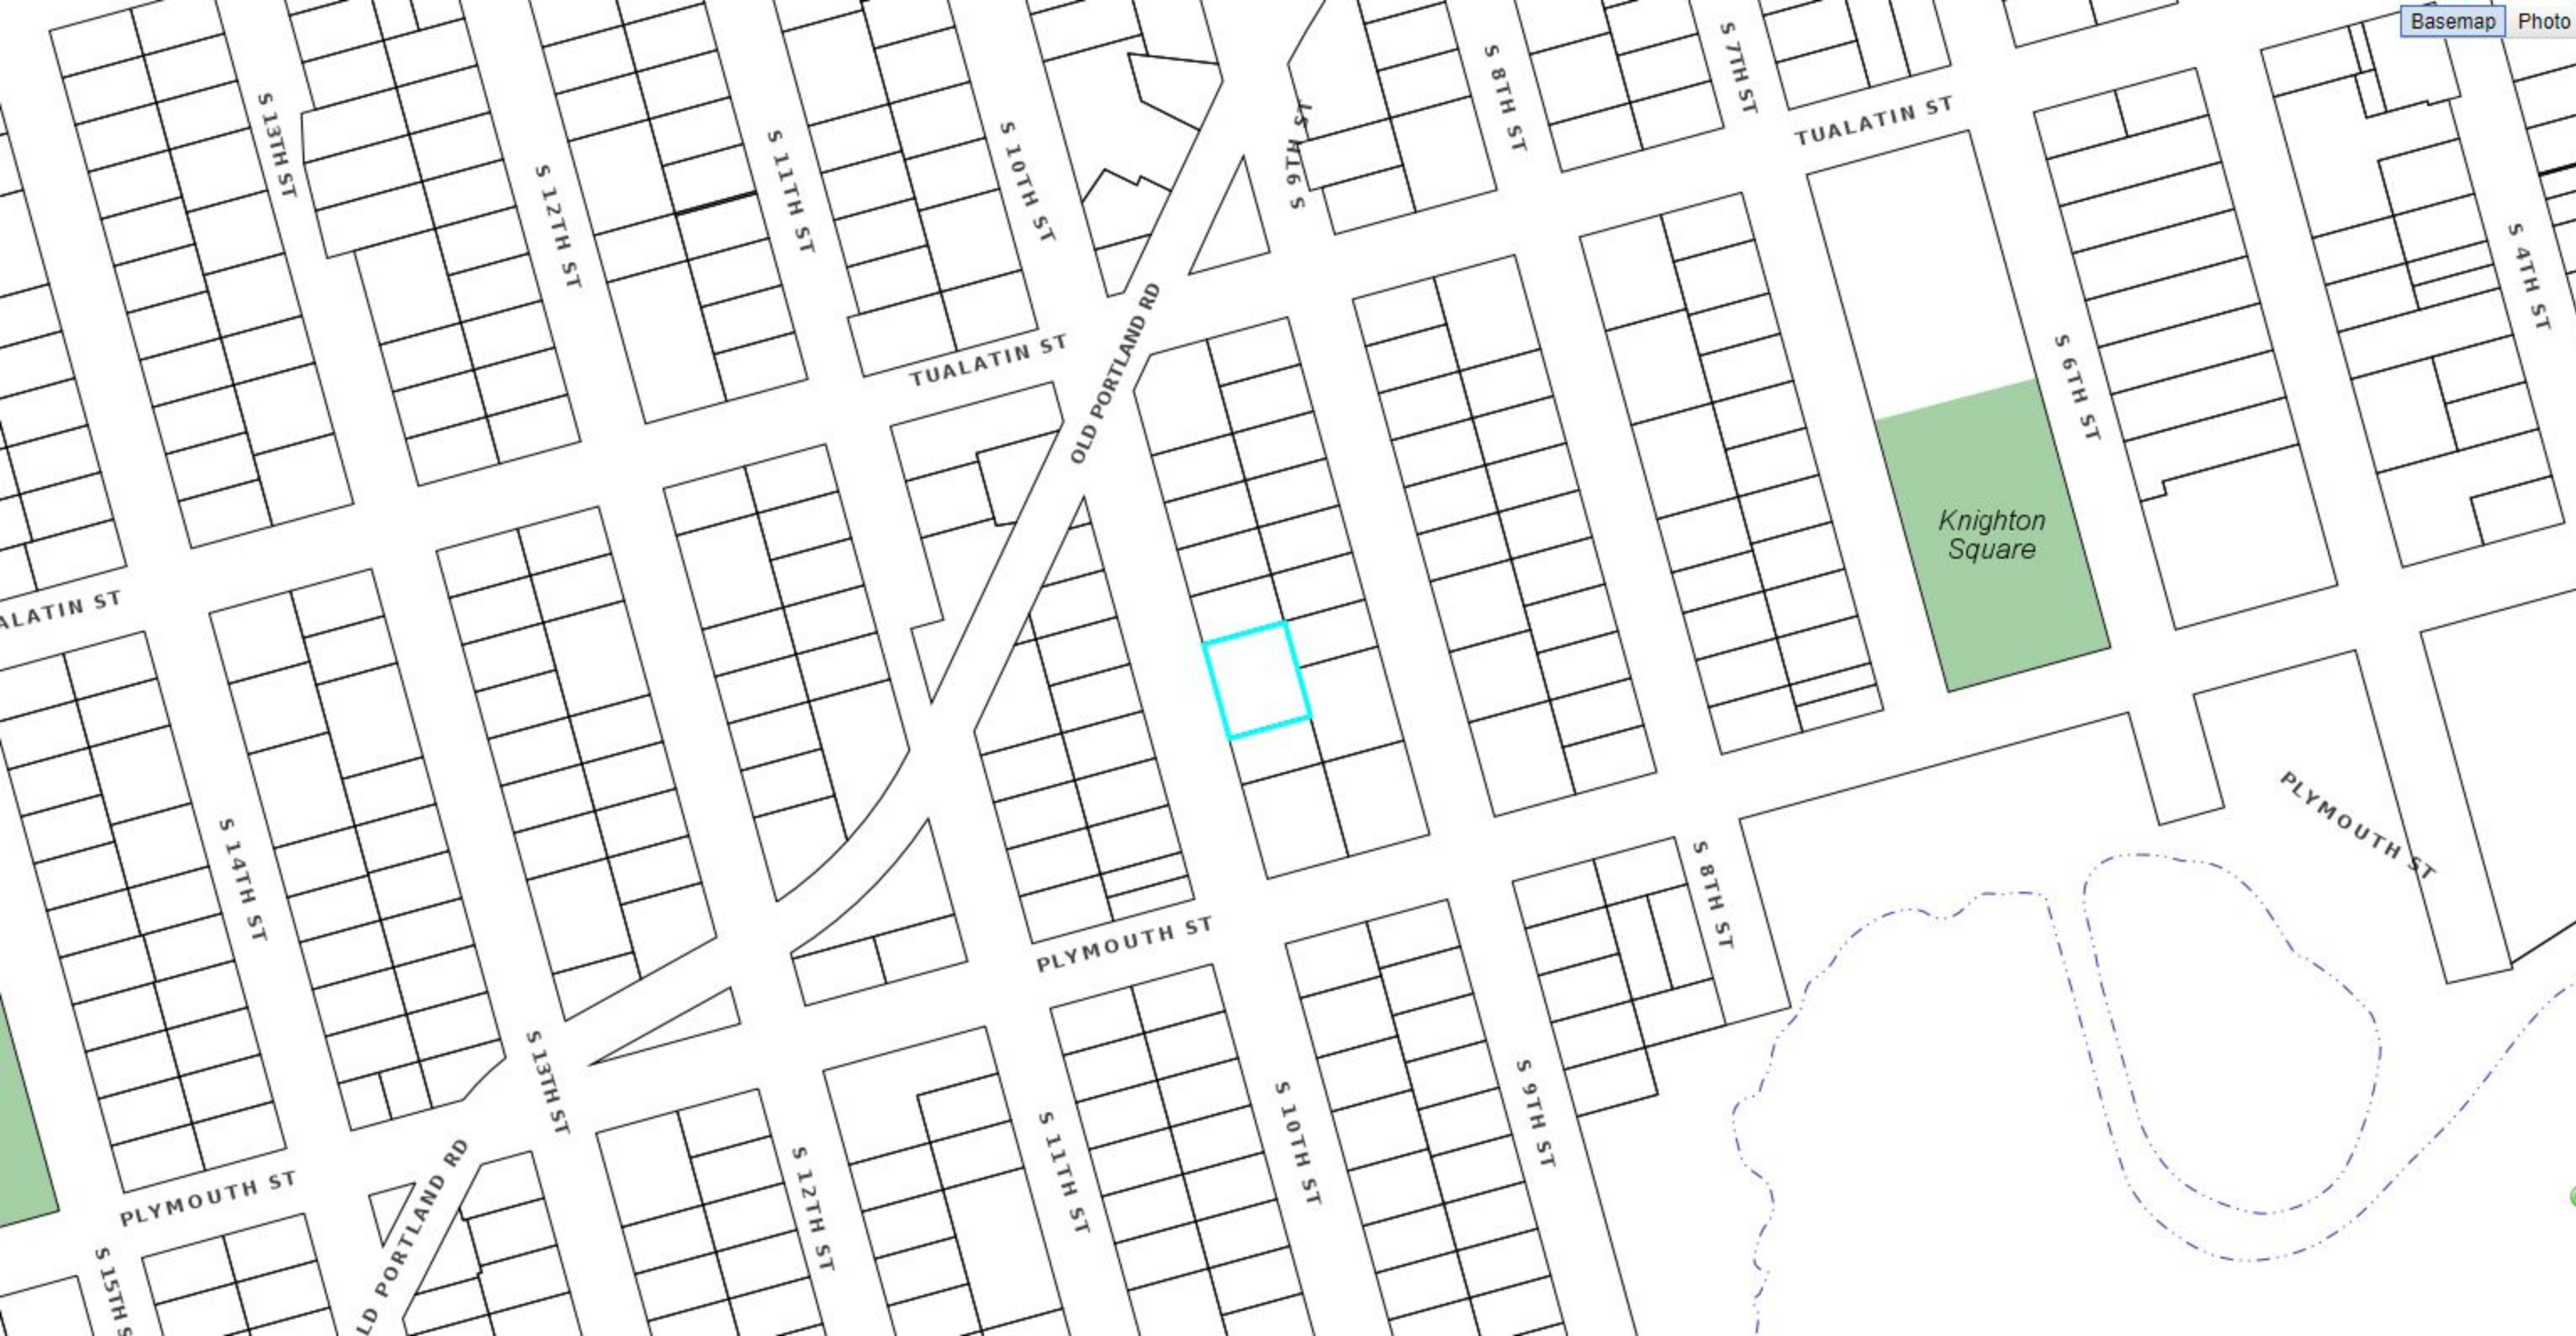 Basemap
Photo
S 13TH ST
S 12TH ST
S 11TH ST
S 10TH ST
S 9TH ST
S 8TH ST
S 7TH ST
TUALATIN ST
S 4TH ST
OLD PORTLAND RD
TUALATIN ST
S 6TH ST
Knighton
Square
ALATIN ST
S 14TH ST
PLYMOUTH ST
S 8TH ST
PLYMOUTH ST
S 13TH ST
S 9TH ST
S 10TH ST
S 11TH ST
S 12TH ST
PLYMOUTH ST
LD PORTLAND RD
S 15TH S